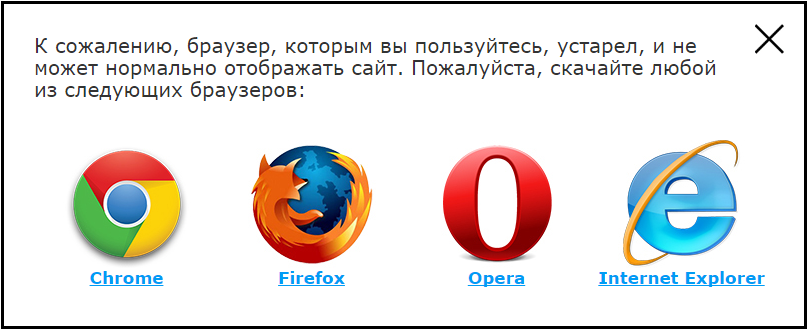 К сожалению, браузер, которым вы пользуйтесь, устарел, и не
может нормально отображать сайт. Пожалуйста, скачайте любой
из следующих браузеров:
Chrome
Firefox
Opera
Internet Explorer